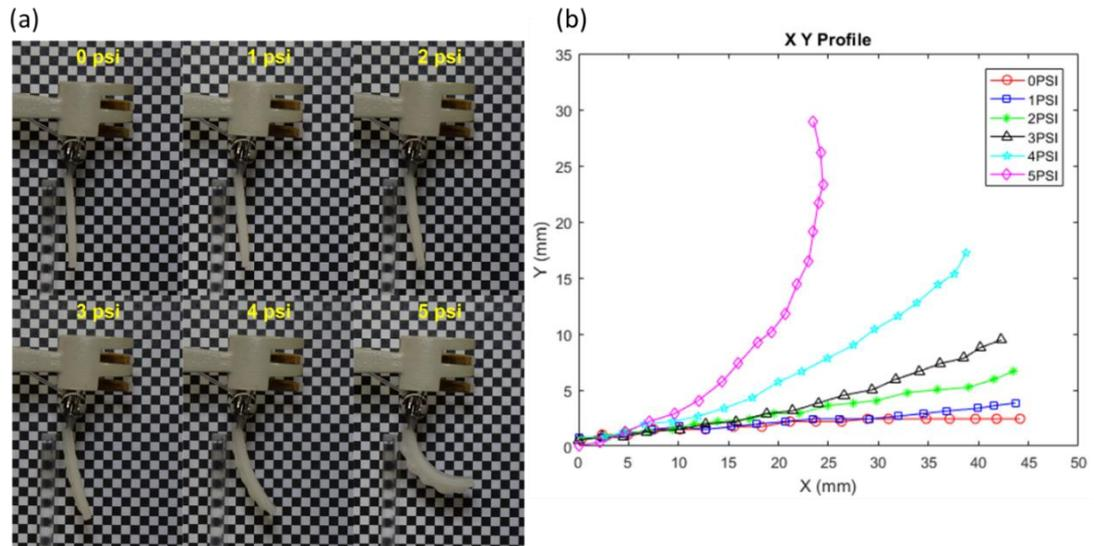 (a)
0 psi
1 psi
2 psi
3 psi
4 psi
5 psi
(b)
X Y Profile
35
30
25
20
15
10
5
0
Y (mm)
0PSI
1PSI
2PSI
3PSI
4PSI
5PSI
0
5
10
15
20
25
30
35
40
45
50
X (mm)